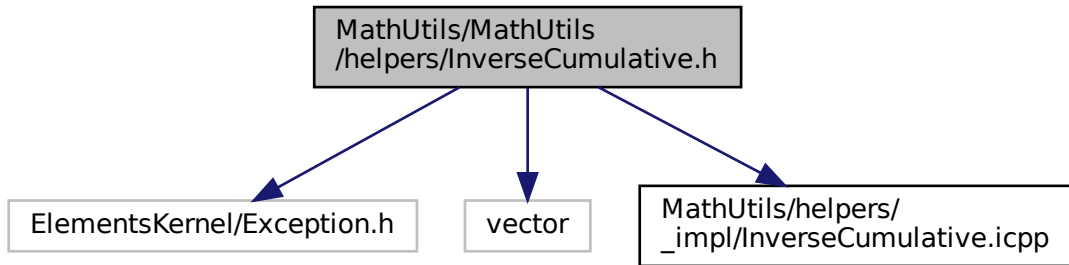 MathUtils/MathUtils
/helpers/InverseCumulative.h
ElementsKernel/Exception.h
vector
MathUtils/helpers/
_impl/InverseCumulative.icpp